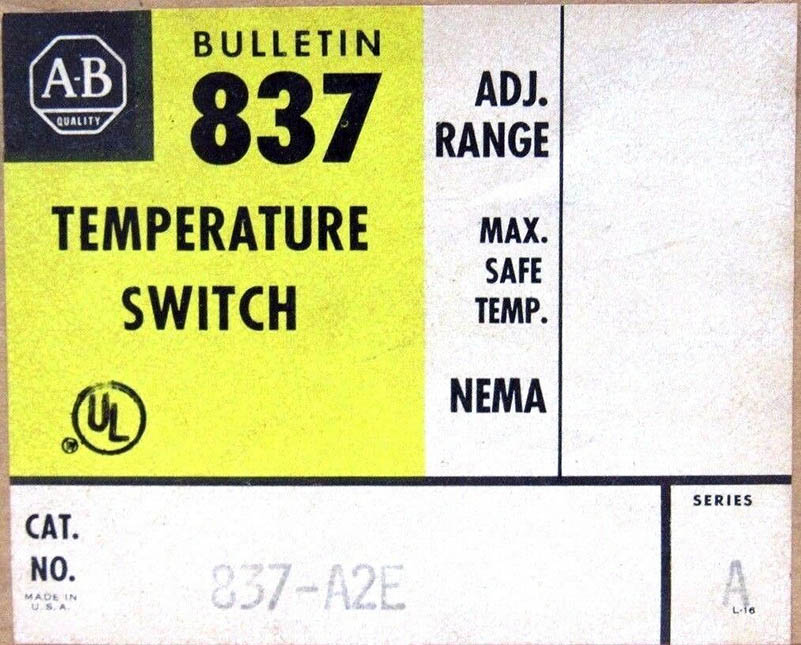 A-B
QUALITY
BULLETIN
837
TEMPERATURE
SWITCH
UL
ADJ.
RANGE
MAX.
SAFE
TEMP.
NEMA
CAT.
NO.
MADE IN
U.S.A.
837-A2E
SERIES
A
L-16